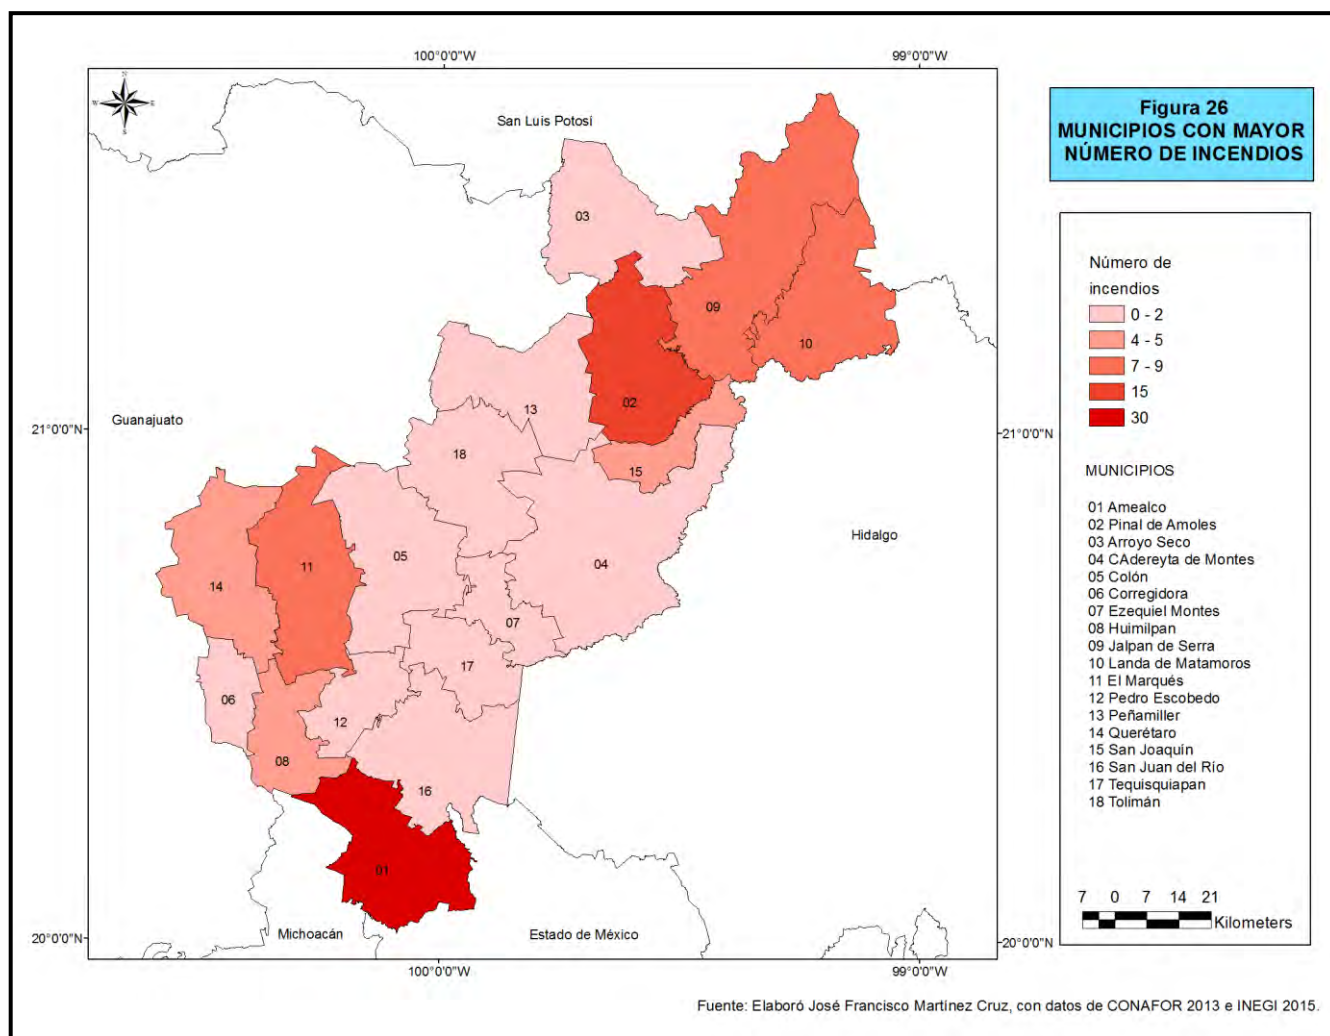 100°0'0"W
99°0'0"W
N
W
E
S
San Luis Potosí
Figura 26
MUNICIPIOS CON MAYOR
NÚMERO DE INCENDIOS
03
09
10
02
13
18
15
Guanajuato
21°0'0"N
21°0'0"N
Hidalgo
05
04
11
14
07
17
06
12
08
16
01
Michoacán
Estado de México
20°0'0"N
20°0'0"N
100°0'0"W
99°0'0"W
Número de
incendios
0 - 2
4 - 5
7 - 9
15
30
MUNICIPIOS
01 Amealco
02 Pinal de Amoles
03 Arroyo Seco
04 CAdereyta de Montes
05 Colón
06 Corregidora
07 Ezequiel Montes
08 Huimilpan
09 Jalpan de Serra
10 Landa de Matamoros
11 El Marqués
12 Pedro Escobedo
13 Peñamiller
14 Querétaro
15 San Joaquín
16 San Juan del Río
17 Tequisquiapan
18 Tolimán
7 0 7 14 21
Kilometers
Fuente: Elaboró José Francisco Martínez Cruz, con datos de CONAFOR 2013 e INEGI 2015.